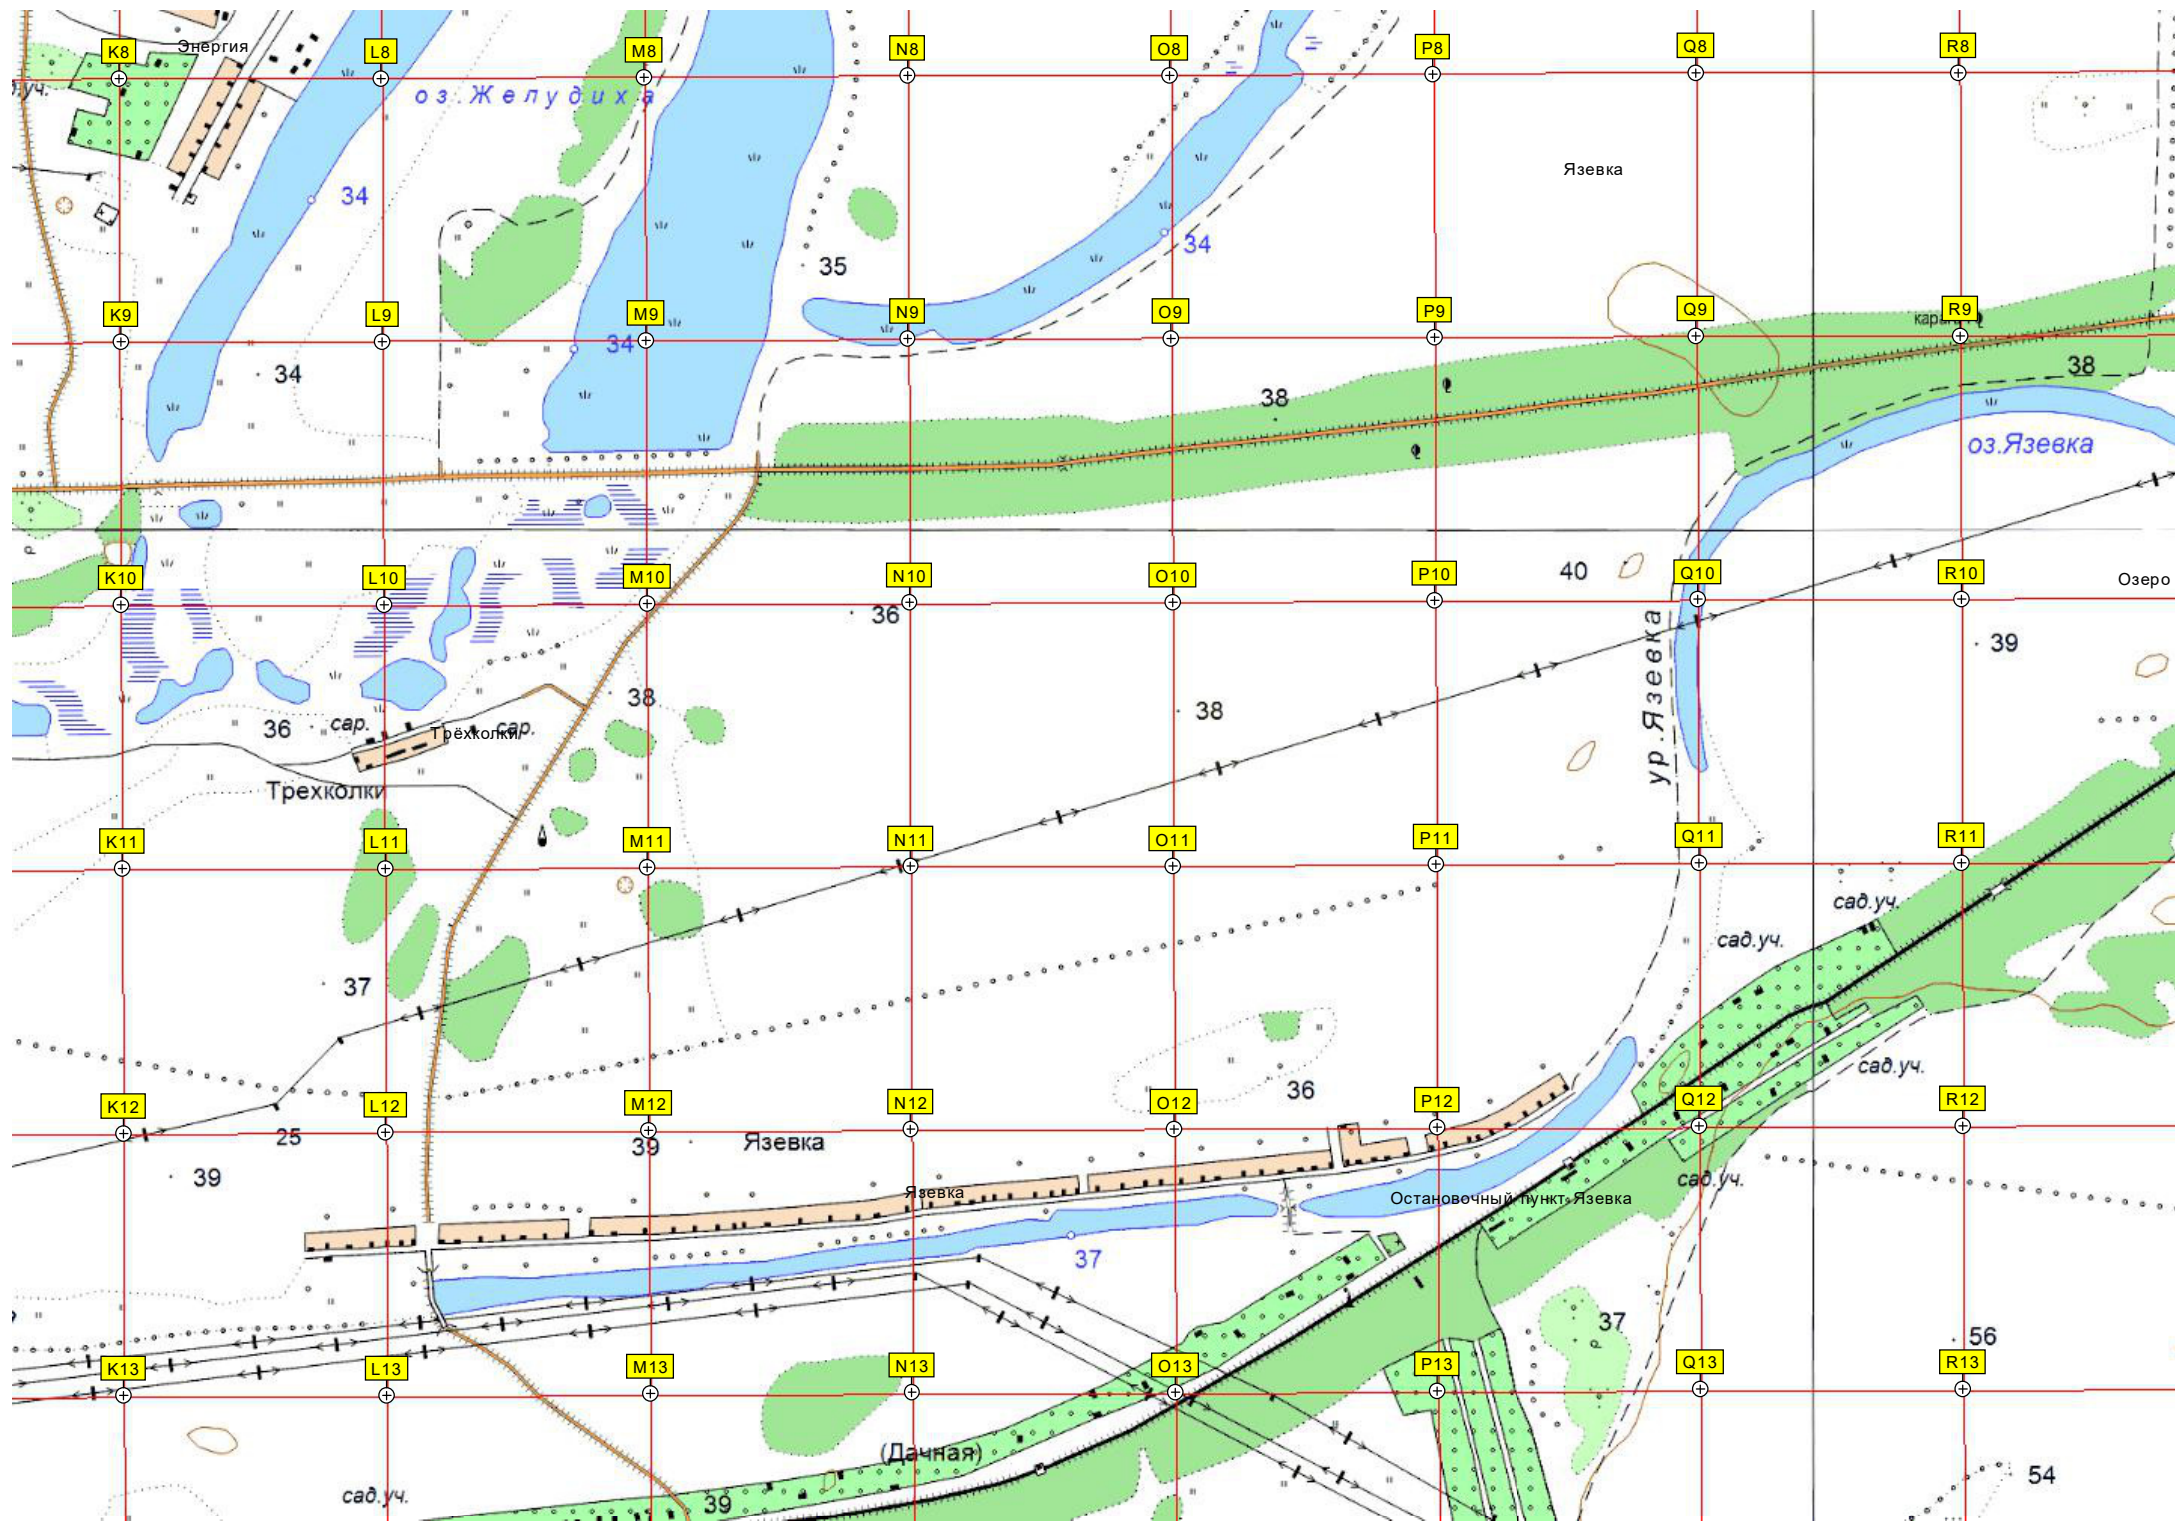 Энергия
K8
L8
M8
N8
O8
P8
Q8
R8
оз. Желудиха
34
Язевка
34
35
K9
L9
M9
N9
O9
P9
Q9
R9
34
34
38
38
оз.Язевка
K10
L10
M10
N10
O10
P10
Q10
R10
40
Озеро
36
39
ур.Язевка
38
38
36
сар.
сар.
Трёхколки
Трехколки
K11
L11
M11
N11
O11
P11
Q11
R11
сад.уч.
сад.уч.
37
сад.уч.
36
K12
L12
M12
N12
O12
P12
Q12
R12
25
39
Язевка
39
сад.уч.
Язевка
Остановочный пункт Язевка
37
37
56
K13
L13
M13
N13
O13
P13
Q13
R13
(Дачная)
54
сад.уч.
39